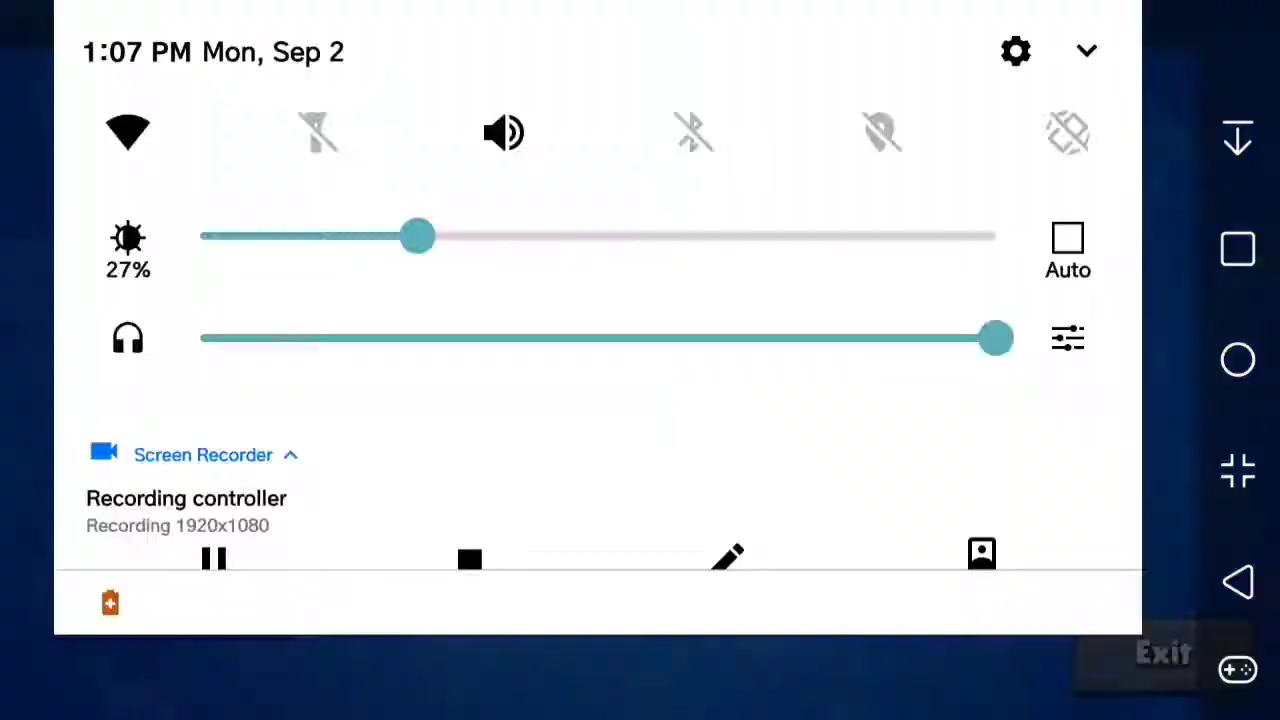 1:07 PM Mon, Sep 2
27%
Auto
Screen Recorder
Recording controller
Recording 1920x1080
Exit